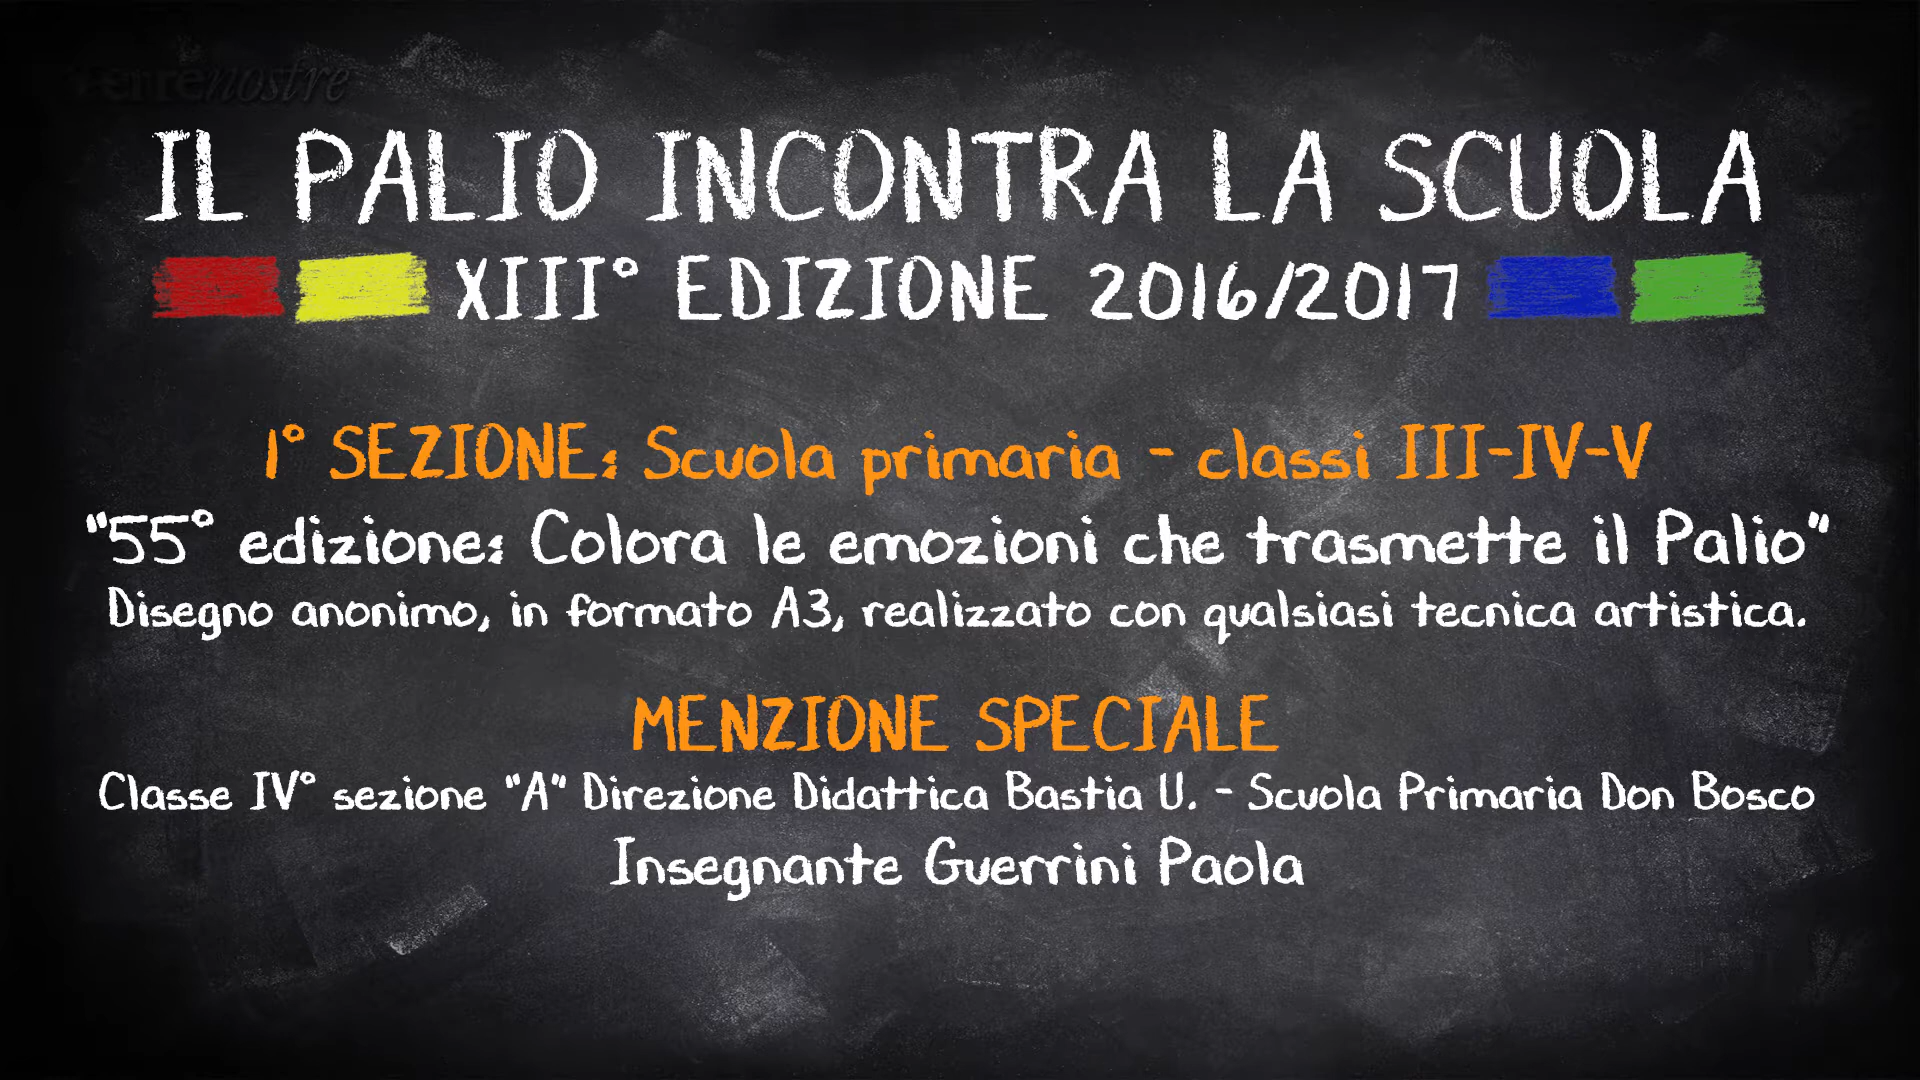 Terrenostre
IL PALIO INCONTRA LA SCUOLA
XIII° EDIZIONE 2016/2017
1° SEZIONE: Scuola primaria - classi III-IV-V
"55° edizione: Colora le emozioni che trasmette il Palio"
Disegno anonimo, in formato A3, realizzato con qualsiasi tecnica artistica.
MENZIONE SPECIALE
Classe IV° sezione "A" Direzione Didattica Bastia U. - Scuola Primaria Don Bosco
Insegnante Guerrini Paola